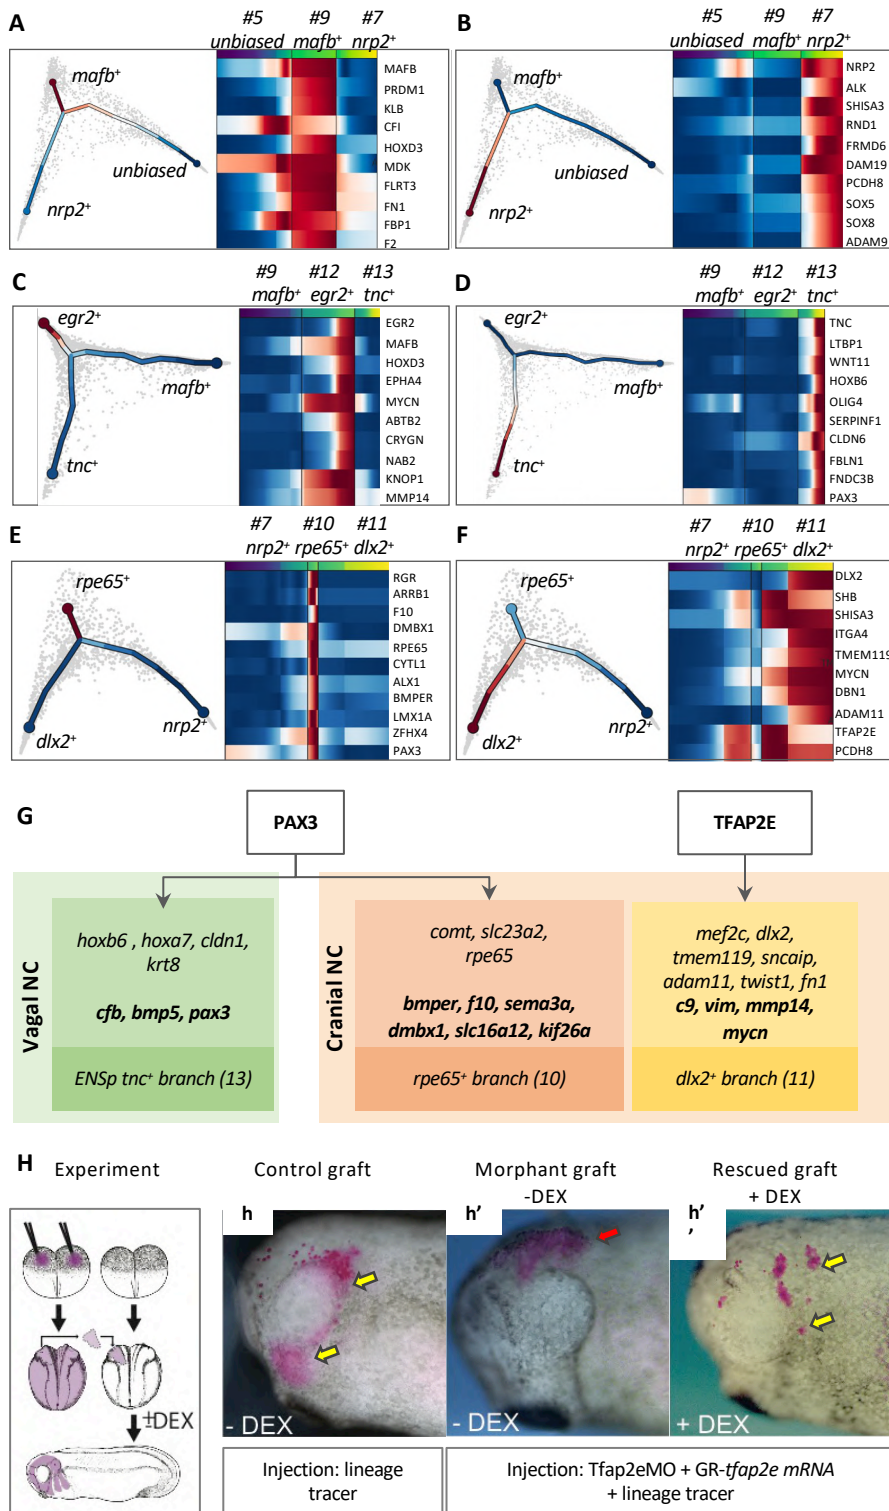 A
#5 #9 #7
unbiased mafb⁺ nrp2⁺
mafb⁺
unbiased
nrp2⁺
MAFB
PRDM1
KLB
CFI
HOXD3
MDK
FLRT3
FN1
FBP1
F2
B
#5 #9 #7
unbiased mafb⁺ nrp2⁺
mafb⁺
unbiased
nrp2⁺
NRP2
ALK
SHISA3
RND1
FRMD6
DAM19
PCDH8
SOX5
SOX8
ADAM9
C
#9 #12 #13
mafb⁺ egr2⁺ tnc⁺
egr2⁺
mafb⁺
tnc⁺
EGR2
MAFB
HOXD3
EPHA4
MYCN
ABTB2
CRYGN
NAB2
KNOP1
MMP14
D
#9 #12 #13
mafb⁺ egr2⁺ tnc⁺
egr2⁺
mafb⁺
tnc⁺
TNC
LTBP1
WNT11
HOXB6
OLIG4
SERPINF1
CLDN6
FBLN1
FNDC3B
PAX3
E
#7 #10 #11
nrp2⁺ rpe65⁺ dlx2⁺
rpe65⁺
nrp2⁺
dlx2⁺
RGR
ARRB1
F10
DMBX1
RPE65
CYTL1
ALX1
BMPER
LMX1A
ZFHX4
PAX3
F
#7 #10 #11
nrp2⁺ rpe65⁺ dlx2⁺
rpe65⁺
nrp2⁺
dlx2⁺
DLX2
SHB
SHISA3
ITGA4
TMEM119
MYCN
DBN1
ADAM11
TFAP2E
PCDH8
G
PAX3
TFAP2E
Vagal NC
hoxb6 , hoxa7, cldn1,
krt8
cfb, bmp5, pax3
ENSp tnc⁺ branch (13)
Cranial NC
comt, slc23a2,
rpe65
bmper, f10, sema3a,
dmbx1, slc16a12, kif26a
rpe65⁺ branch (10)
mef2c, dlx2,
tmem119, sncaip,
adam11, twist1, fn1
c9, vim, mmp14,
mycn
dlx2⁺ branch (11)
H
Experiment
±DEX
Control graft
h
- DEX
Morphant graft
-DEX
h'
- DEX
Rescued graft
+ DEX
h'
'
+ DEX
Injection: lineage
tracer
Injection: Tfap2eMO + GR-tfap2e mRNA
+ lineage tracer